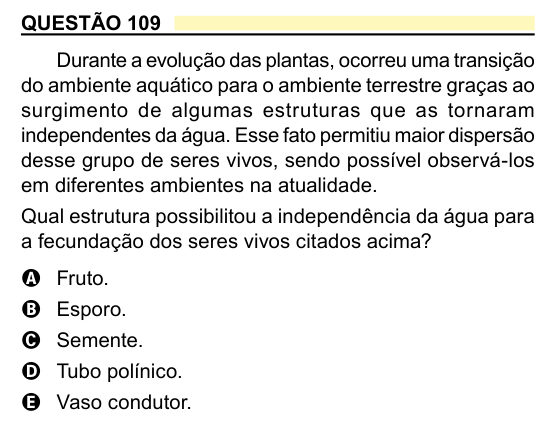 QUESTÃO 109
Durante a evolução das plantas, ocorreu uma transição
do ambiente aquático para o ambiente terrestre graças ao
surgimento de algumas estruturas que as tornaram
independentes da água. Esse fato permitiu maior dispersão
desse grupo de seres vivos, sendo possível observá-los
em diferentes ambientes na atualidade.
Qual estrutura possibilitou a independência da água para
a fecundação dos seres vivos citados acima?
A Fruto.
B Esporo.
C Semente.
D Tubo polínico.
E Vaso condutor.